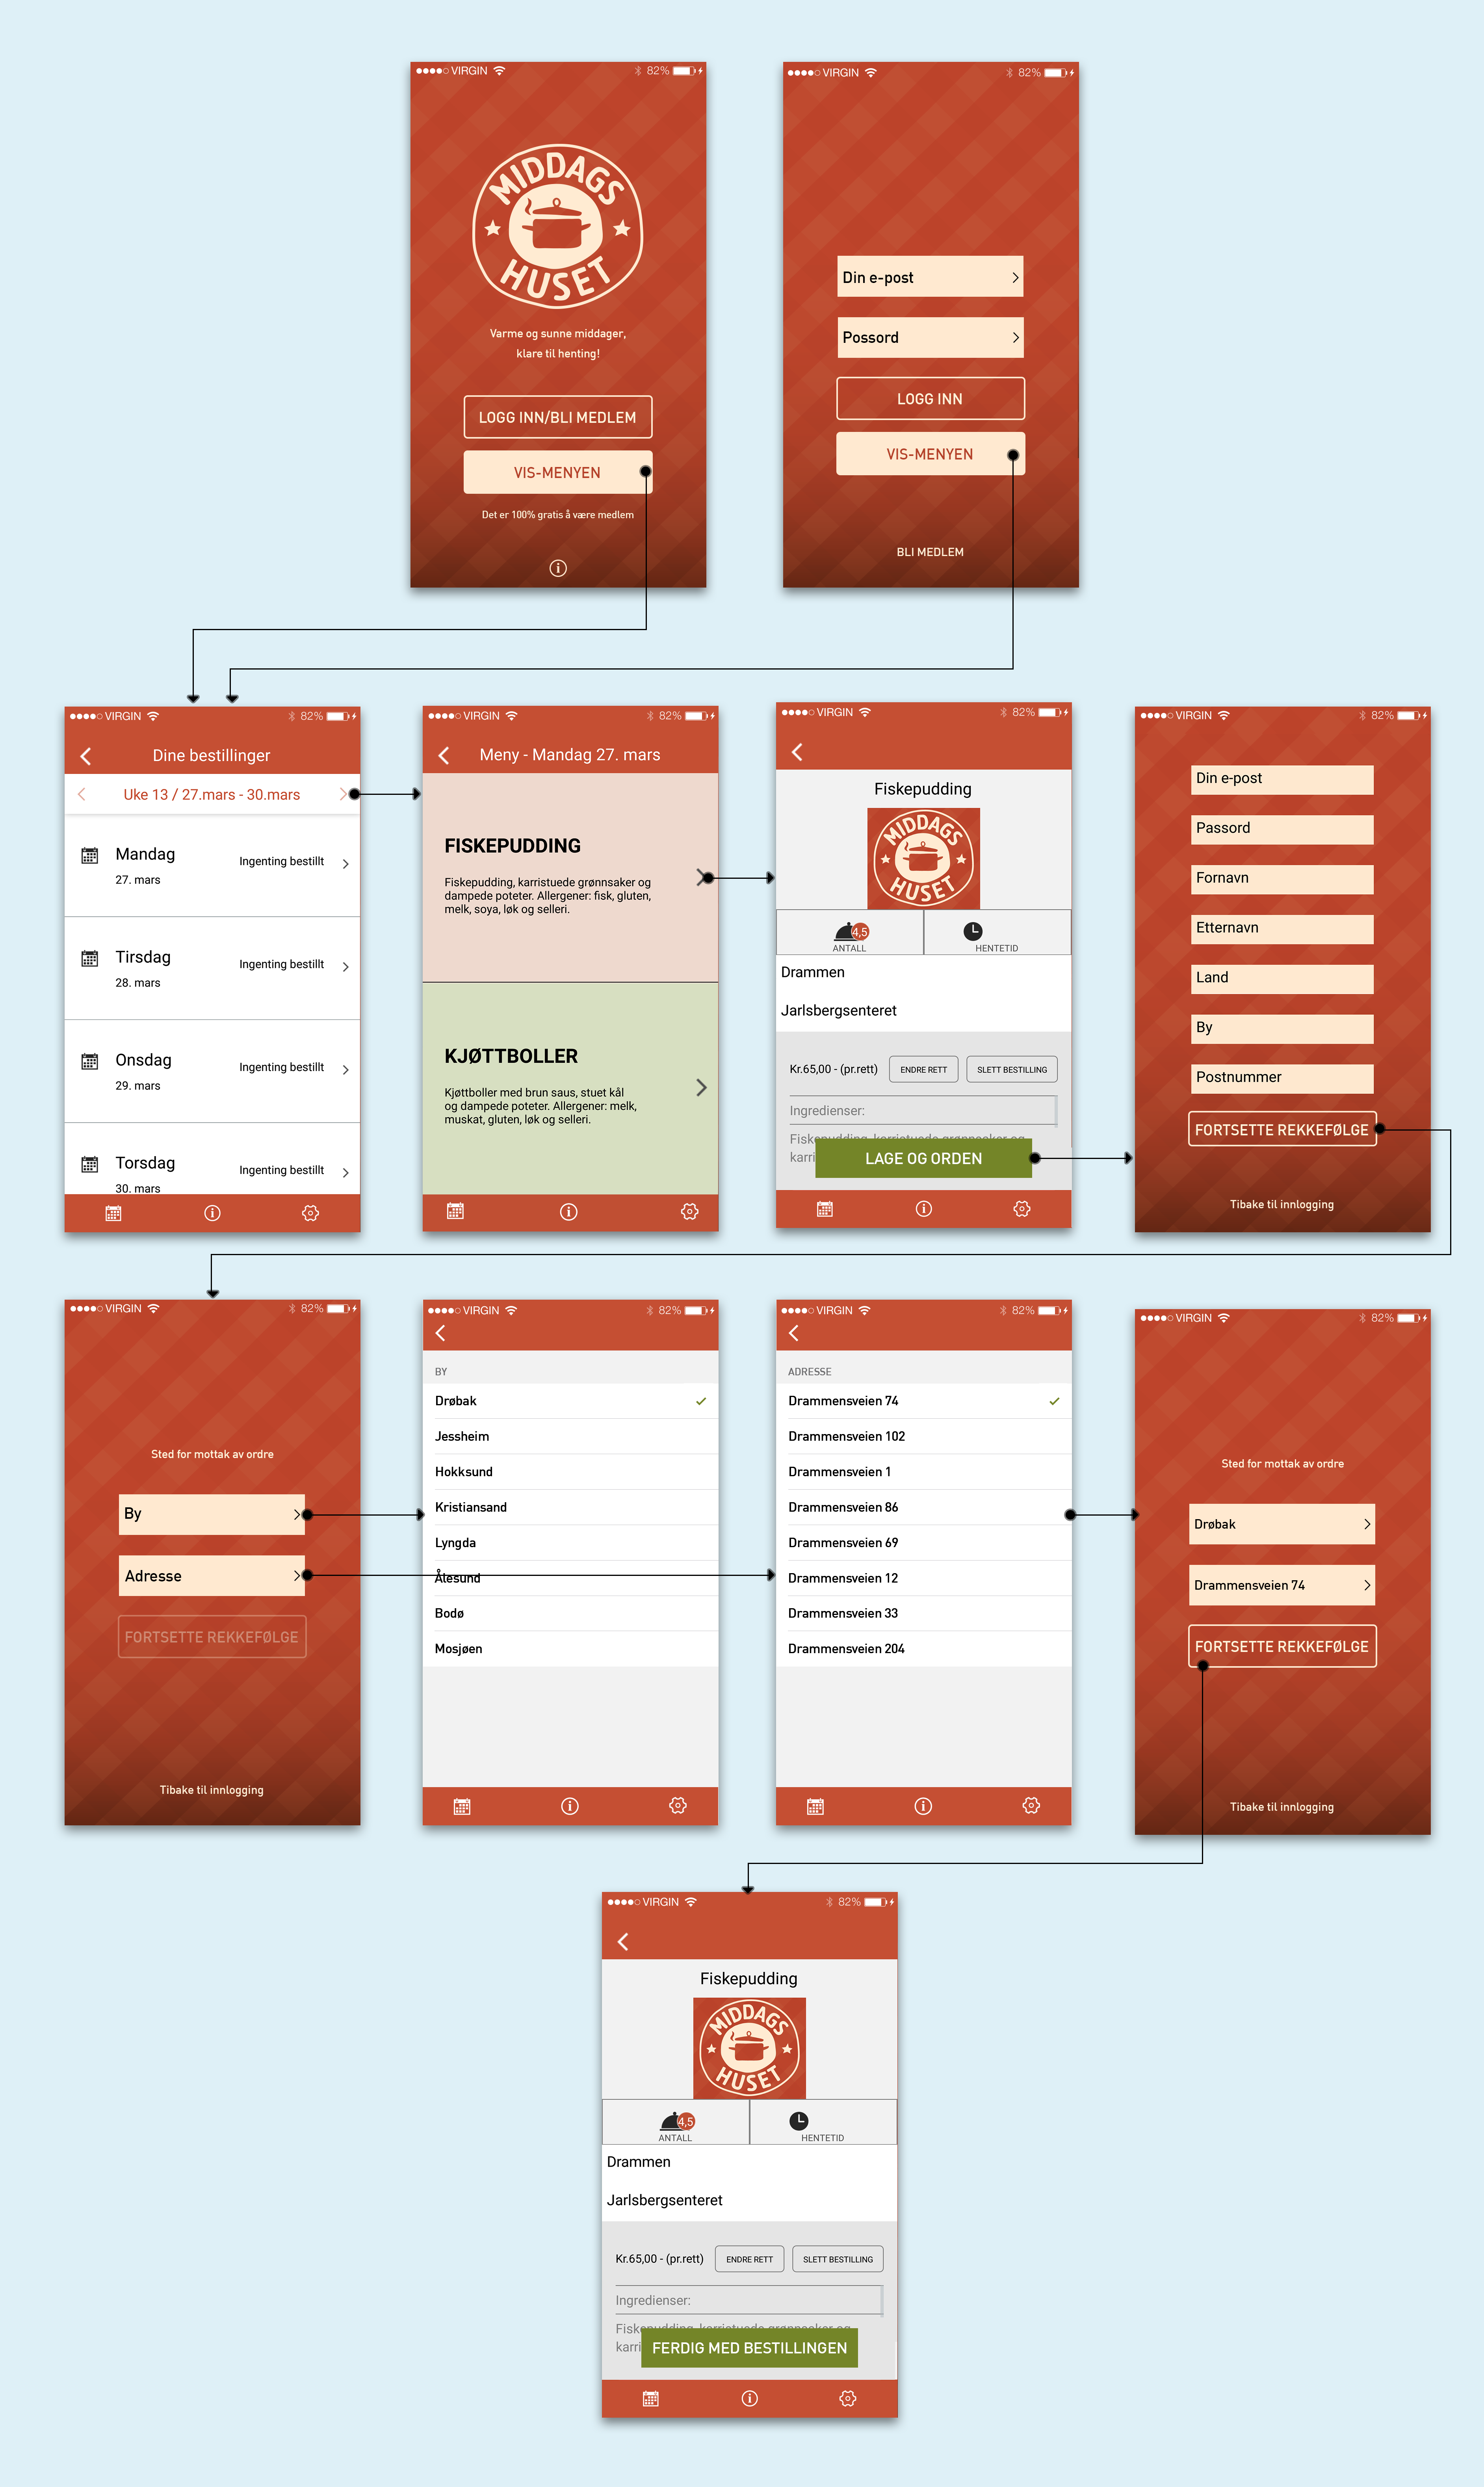 VIRGIN 82%
MIDDAGS
HUSET
Varme og sunne middager,
klare til henting!
LOGG INN/BLI MEDLEM
VIS-MENYEN
Det er 100% gratis å være medlem
VIRGIN 82%
Din e-post
Possord
LOGG INN
VIS-MENYEN
BLI MEDLEM
VIRGIN 82%
Dine bestillinger
Uke 13 / 27.mars - 30.mars
Mandag
Ingenting bestillt
27. mars
Tirsdag
Ingenting bestillt
28. mars
Onsdag
Ingenting bestillt
29. mars
Torsdag
Ingenting bestillt
30. mars
VIRGIN 82%
Meny - Mandag 27. mars
FISKEPUDDING
Fiskepudding, karristuede grønnsaker og
dampede poteter. Allergener: fisk, gluten,
melk, soya, løk og selleri.
KJØTTBOLLER
Kjøttboller med brun saus, stuet kål
og dampede poteter. Allergener: melk,
muskat, gluten, løk og selleri.
VIRGIN 82%
Fiskepudding
MIDDAGS
HUSET
4,5
ANTALL
HENTETID
Drammen
Jarlsbergsenteret
Kr.65,00 - (pr.rett)
ENDRE RETT
SLETT BESTILLING
Ingredienser:
Fiskepudding, karristuede grønnsaker og
karri
LAGE OG ORDEN
VIRGIN 82%
Din e-post
Passord
Fornavn
Etternavn
Land
By
Postnummer
FORTSETTE REKKEFØLGE
Tibake til innlogging
VIRGIN 82%
Sted for mottak av ordre
By
Adresse
FORTSETTE REKKEFØLGE
Tibake til innlogging
VIRGIN 82%
BY
Drøbak
Jessheim
Hokksund
Kristiansand
Lyngda
Ålesund
Bodø
Mosjøen
VIRGIN 82%
ADRESSE
Drammensveien 74
Drammensveien 102
Drammensveien 1
Drammensveien 86
Drammensveien 69
Drammensveien 12
Drammensveien 33
Drammensveien 204
VIRGIN 82%
Sted for mottak av ordre
Drøbak
Drammensveien 74
FORTSETTE REKKEFØLGE
Tibake til innlogging
VIRGIN 82%
Fiskepudding
MIDDAGS
HUSET
4,5
ANTALL
HENTETID
Drammen
Jarlsbergsenteret
Kr.65,00 - (pr.rett)
ENDRE RETT
SLETT BESTILLING
Ingredienser:
Fiskepudding, karristuede grønnsaker og
karri
FERDIG MED BESTILLINGEN